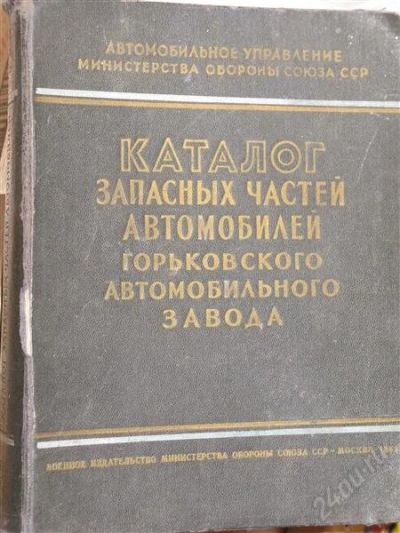 АВТОМОБИЛЬНОЕ УПРАВЛЕНИЕ
МИНИСТЕРСТВА ОБОРОНЫ СОЮЗА ССР
КАТАЛОГ
ЗАПАСНЫХ ЧАСТЕЙ
АВТОМОБИЛЕЙ
ГОРЬКОВСКОГО
АВТОМОБИЛЬНОГО
ЗАВОДА
ВОЕННОЕ ИЗДАТЕЛЬСТВО МИНИСТЕРСТВА ОБОРОНЫ СОЮЗА ССР - МОСКВА